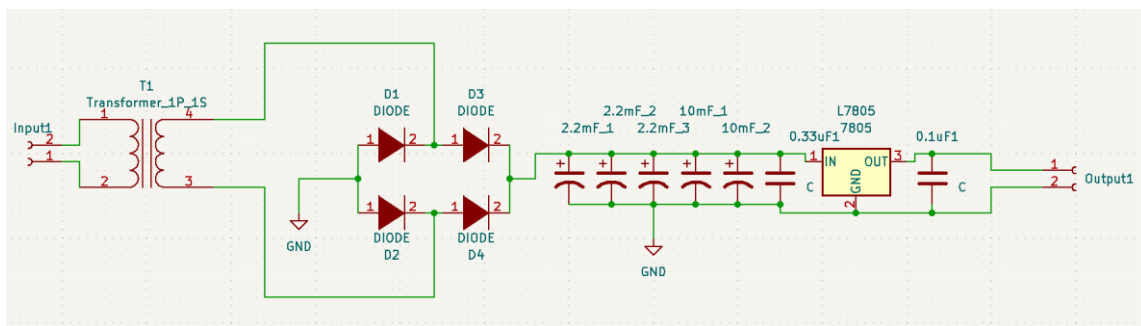 T1
Transformer_1P_1S
Input1
2
1
1
2
4
3
D1
DIODE
1
2
D3
DIODE
1
2
GND
1
2
DIODE
D2
1
2
DIODE
D4
2.2mF_2
2.2mF_1
2.2mF_3
10mF_1
10mF_2
+
+
+
+
+
0.33uF1
C
GND
L7805
7805
1
IN
OUT
3
GND
2
0.1uF1
C
1
2
Output1